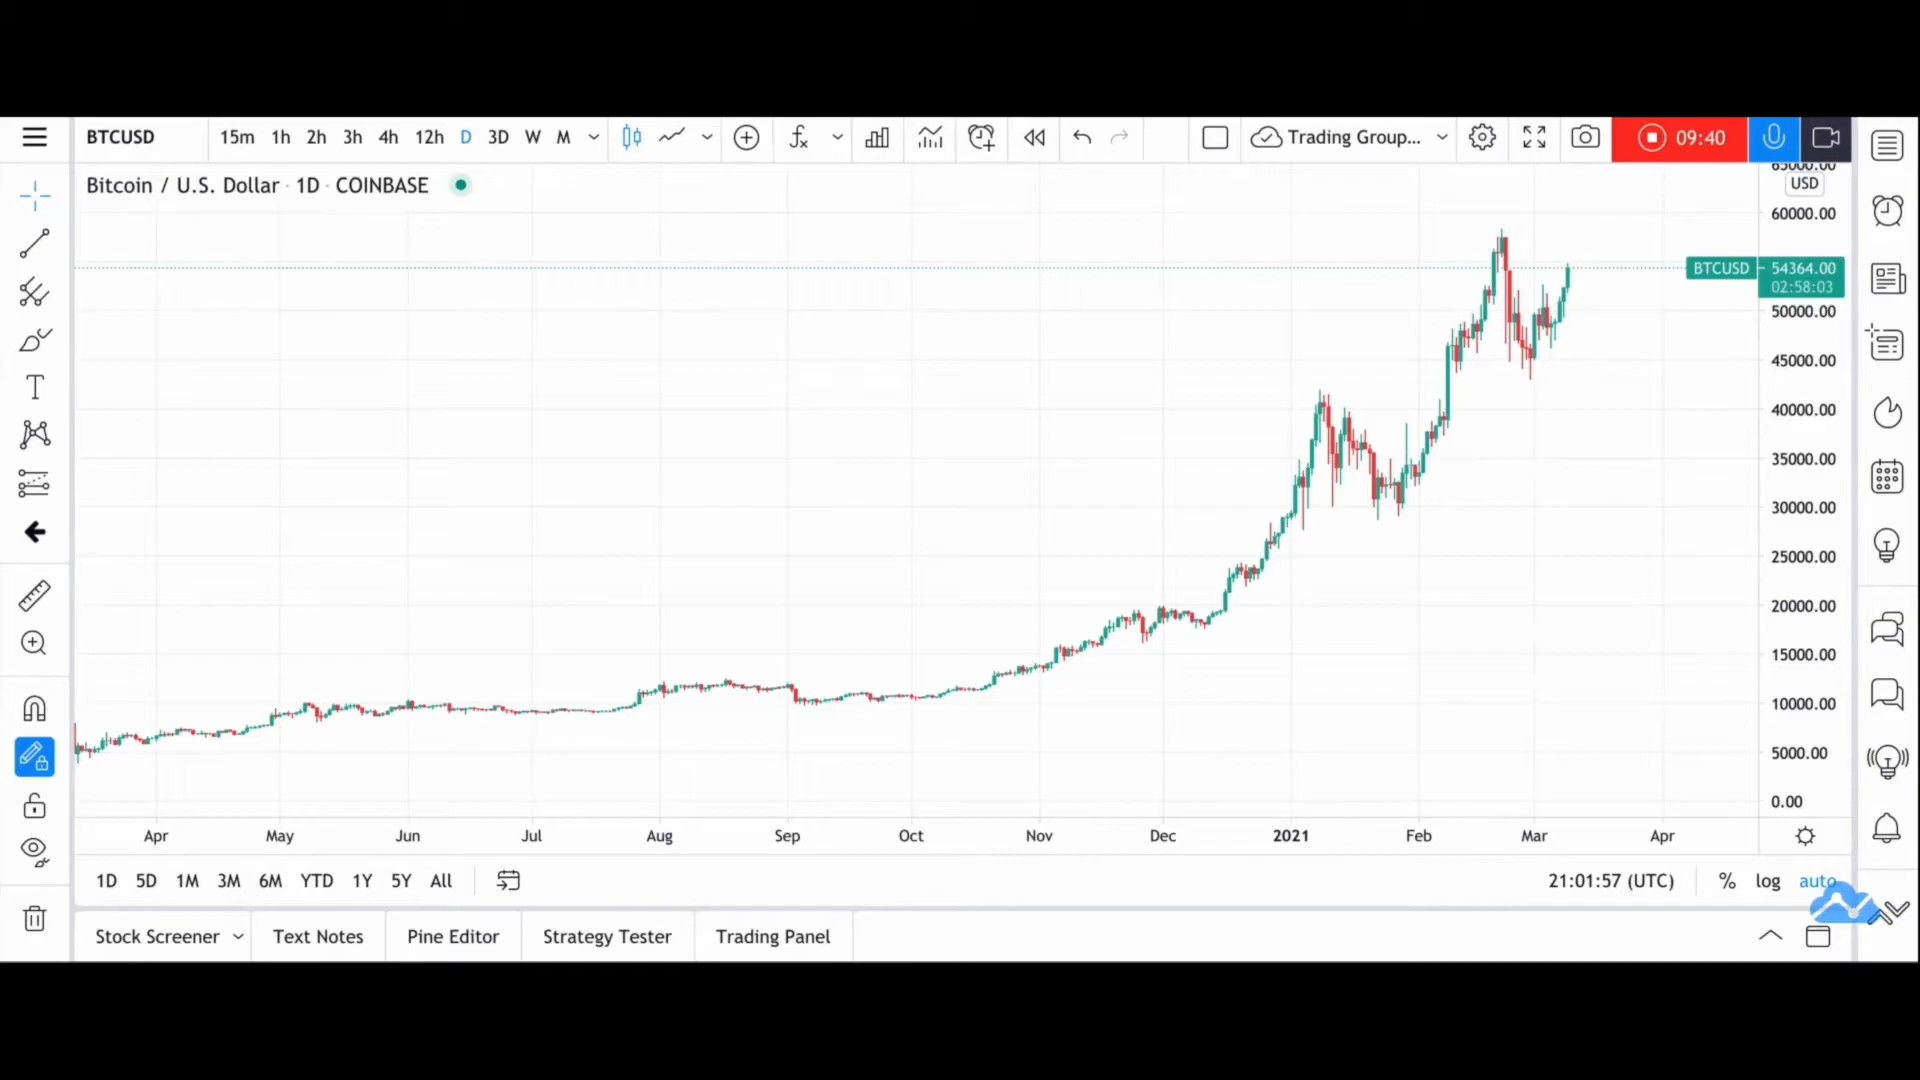 BTCUSD 15m 1h 2h 3h 4h 12h D 3D W M Trading Group... 09:40
Bitcoin / U.S. Dollar · 1D · COINBASE
65000.00
USD
60000.00
BTCUSD 54364.00
02:58:03
50000.00
45000.00
40000.00
35000.00
30000.00
25000.00
20000.00
15000.00
10000.00
5000.00
0.00
Apr May Jun Jul Aug Sep Oct Nov Dec 2021 Feb Mar Apr
1D 5D 1M 3M 6M YTD 1Y 5Y All 21:01:57 (UTC) % log auto
Stock Screener Text Notes Pine Editor Strategy Tester Trading Panel